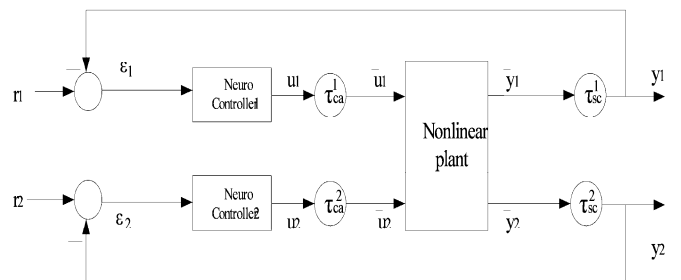 ε1
Neuro
Controller1
u1
τ1ca
ū1
ȳ1
τ1sc
y1
r1
Nonlinear
plant
r2
ε2
Neuro
Controller2
u2
τ2ca
ū2
ȳ2
τ2sc
y2